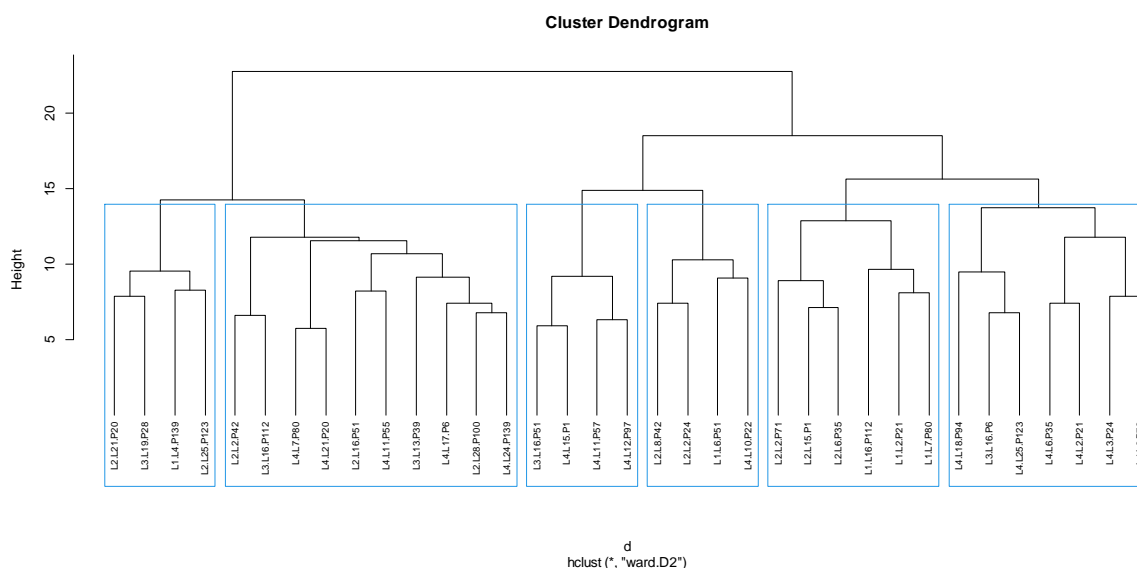 Cluster Dendrogram
Height
20
15
10
5
L2.L21.P20
L3.L19.P28
L1.L4.P139
L2.L25.P123
L2.L2.P42
L3.L16.P112
L4.L7.P80
L4.L21.P20
L2.L16.P51
L4.L11.P55
L3.L13.P39
L4.L17.P6
L2.L28.P100
L4.L24.P139
L3.L16.P51
L4.L15.P1
L4.L11.P57
L4.L12.P97
L2.L8.P42
L2.L2.P24
L1.L6.P51
L4.L10.P22
L2.L2.P71
L2.L15.P1
L2.L6.P35
L1.L16.P112
L1.L2.P21
L1.L7.P80
L4.L18.P94
L3.L16.P6
L4.L25.P123
L4.L6.P35
L4.L2.P21
L4.L3.P24
d
hclust (*, "ward.D2")